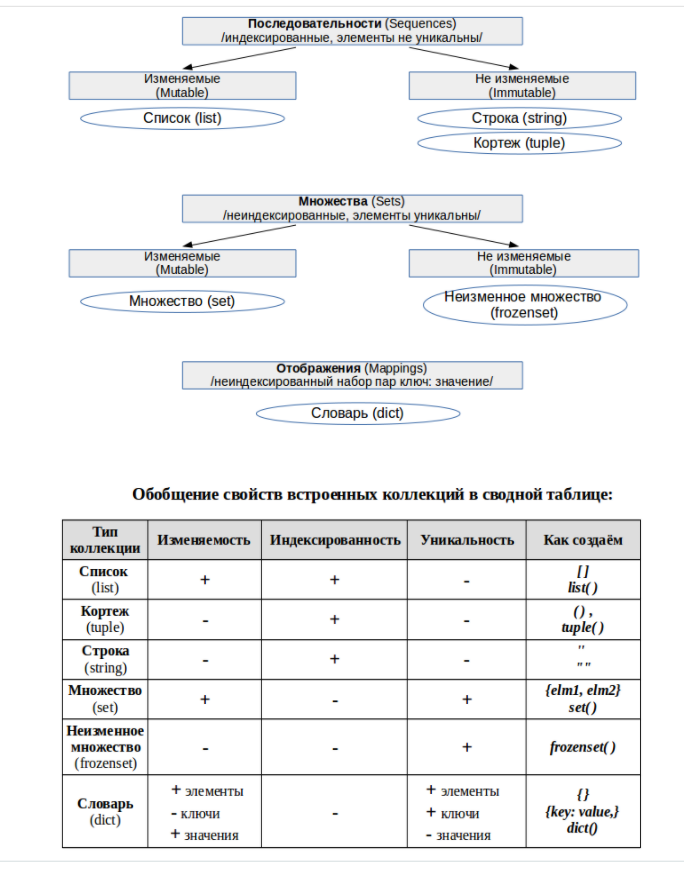 Последовательности (Sequences)
/индексированные, элементы не уникальны/
Изменяемые
(Mutable)
Не изменяемые
(Immutable)
Список (list)
Строка (string)
Кортеж (tuple)
Множества (Sets)
/неиндексированные, элементы уникальны/
Изменяемые
(Mutable)
Не изменяемые
(Immutable)
Множество (set)
Неизменное множество
(frozenset)
Отображения (Mappings)
/неиндексированный набор пар ключ: значение/
Словарь (dict)
Обобщение свойств встроенных коллекций в сводной таблице:
Тип
коллекции
Изменяемость
Индексированность
Уникальность
Как создаём
Список
(list)
+
+
-
[ ]
list( )
Кортеж
(tuple)
-
+
-
( ) ,
tuple( )
Строка
(string)
-
+
-
''
""
Множество
(set)
+
-
+
{elm1, elm2}
set( )
Неизменное
множество
(frozenset)
-
-
+
frozenset( )
Словарь
(dict)
+ элементы
- ключи
+ значения
-
+ элементы
+ ключи
- значения
{ }
{key: value,}
dict()